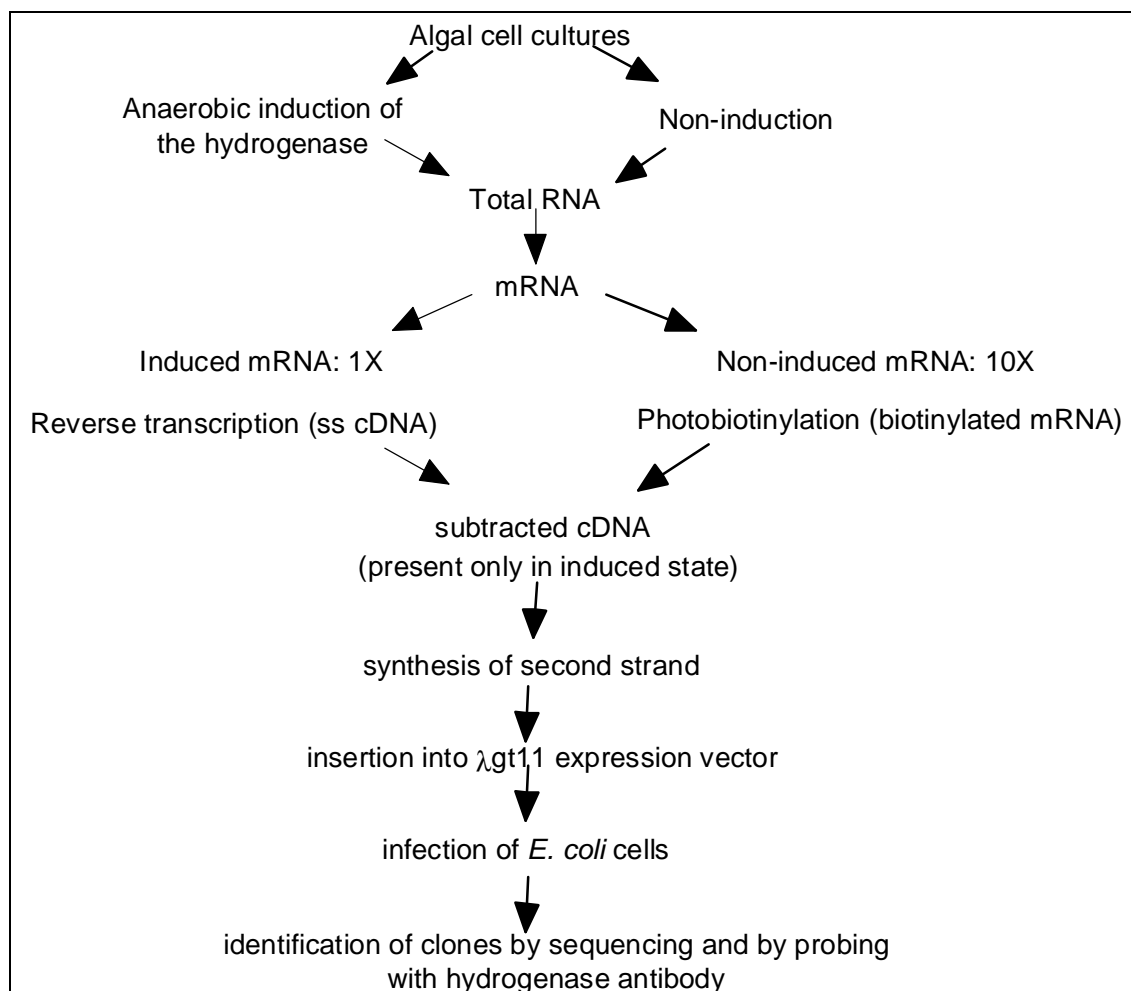 Algal cell cultures
Anaerobic induction of
the hydrogenase
Non-induction
Total RNA
mRNA
Induced mRNA: 1X
Non-induced mRNA: 10X
Reverse transcription (ss cDNA)
Photobiotinylation (biotinylated mRNA)
subtracted cDNA
(present only in induced state)
synthesis of second strand
insertion into λgt11 expression vector
infection of E. coli cells
identification of clones by sequencing and by probing
with hydrogenase antibody